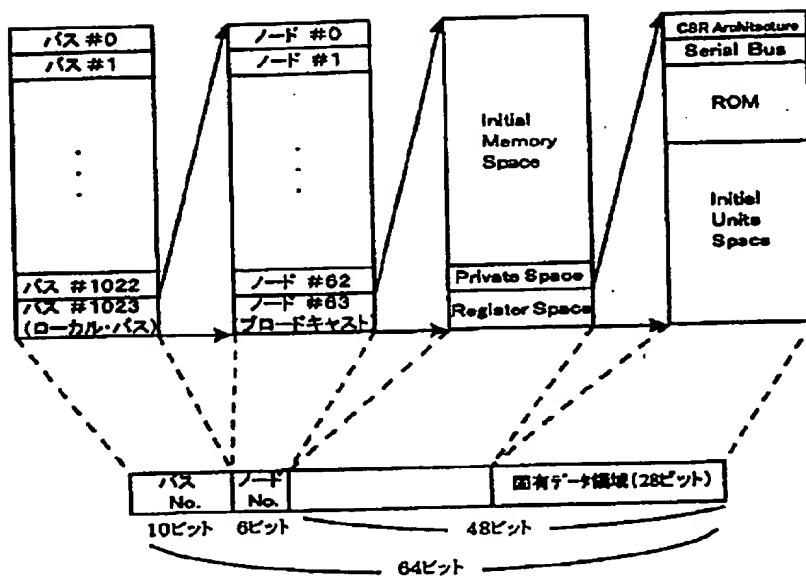 バス #0
バス #1
バス #1022
バス #1023
(ローカル・バス)
ノード #0
ノード #1
ノード #62
ノード #63
(ブロードキャスト)
Initial
Memory
Space
Private Space
Register Space
CSR Architecture
Serial Bus
ROM
Initial
Units
Space
バス
No.
ノード
No.
固有データ領域(28ビット)
10ビット
6ビット
48ビット
64ビット